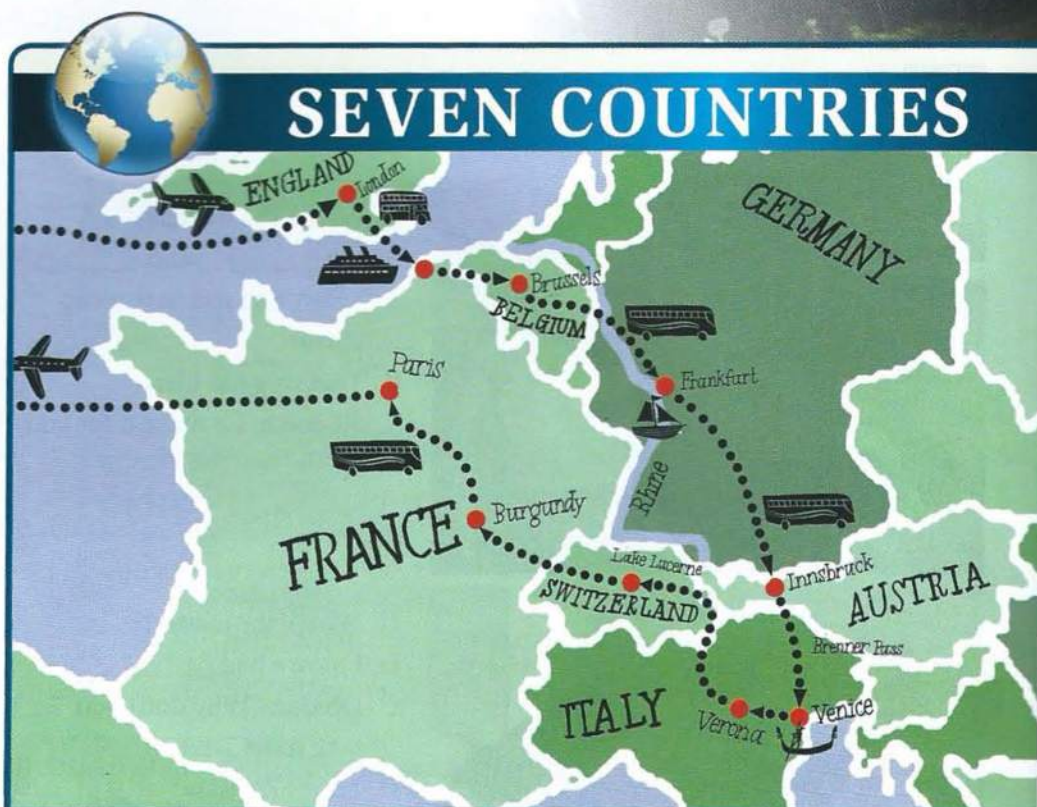 SEVEN COUNTRIES
ENGLAND
London
GERMANY
Brussels
BELGIUM
Paris
Frankfurt
Rhine
Burgundy
FRANCE
Lake Lucerne
SWITZERLAND
Innsbruck
AUSTRIA
Brenner Pass
ITALY
Verona
Venice